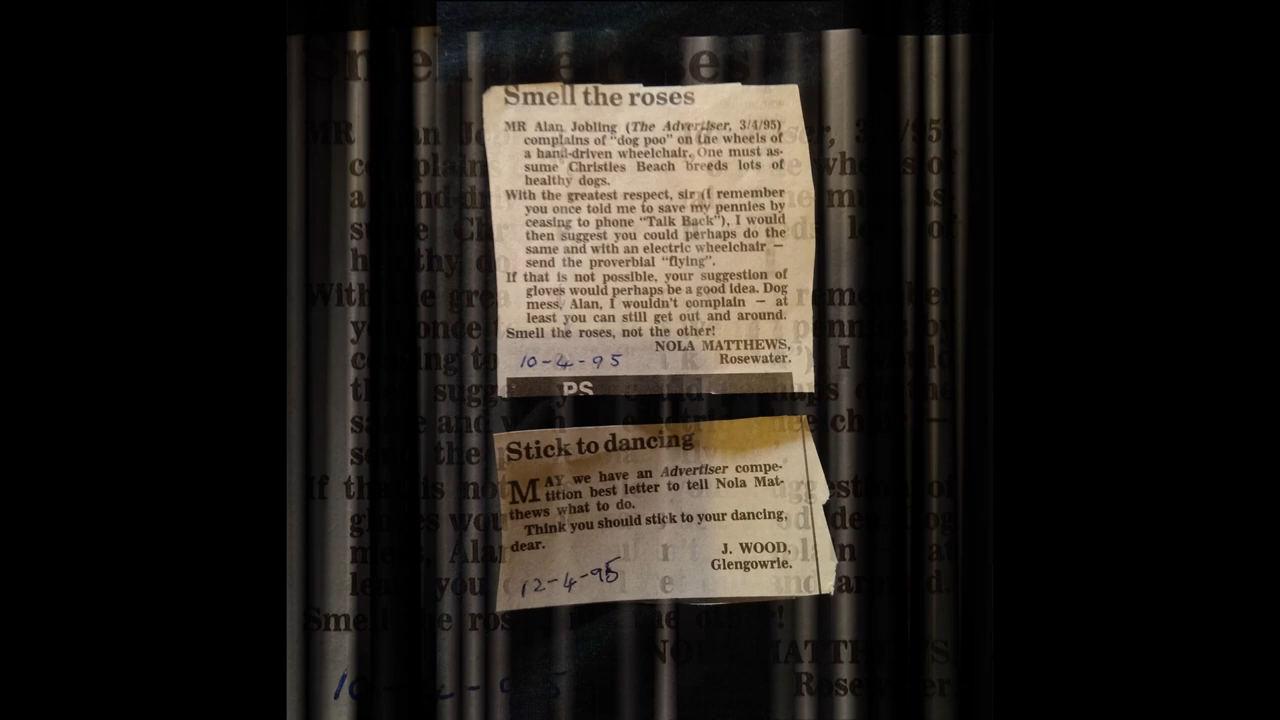 Smell the roses
MR Alan Jobling (The Advertiser, 3/4/95)
complains of "dog poo" on the wheels of
a hand-driven wheelchair. One must as-
sume Christies Beach breeds lots of
healthy dogs.
With the greatest respect, sir (I remember
you once told me to save my pennies by
ceasing to phone "Talk Back"), I would
then suggest you could perhaps do the
same and with an electric wheelchair —
send the proverbial "flying".
If that is not possible, your suggestion of
gloves would perhaps be a good idea. Dog
mess, Alan, I wouldn't complain — at
least you can still get out and around.
Smell the roses, not the other!
NOLA MATTHEWS,
Rosewater.
10-4-95
PS
Stick to dancing
MAY we have an Advertiser compe-
tition best letter to tell Nola Mat-
thews what to do.
Think you should stick to your dancing,
dear.
J. WOOD,
Glengowrie.
12-4-95